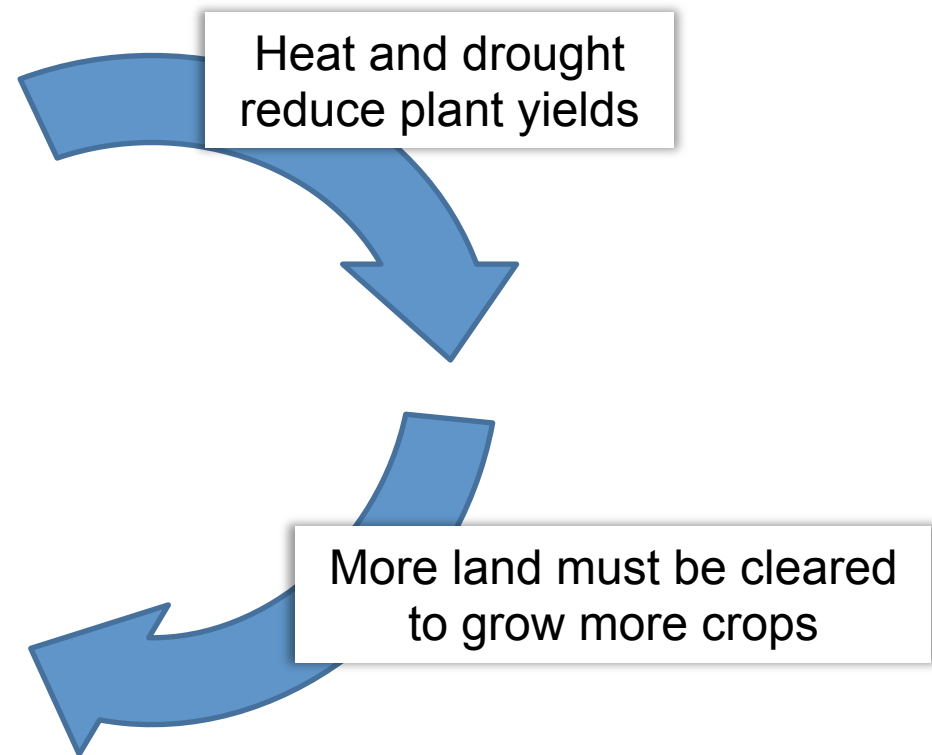 Heat and drought
reduce plant yields
More land must be cleared
to grow more crops